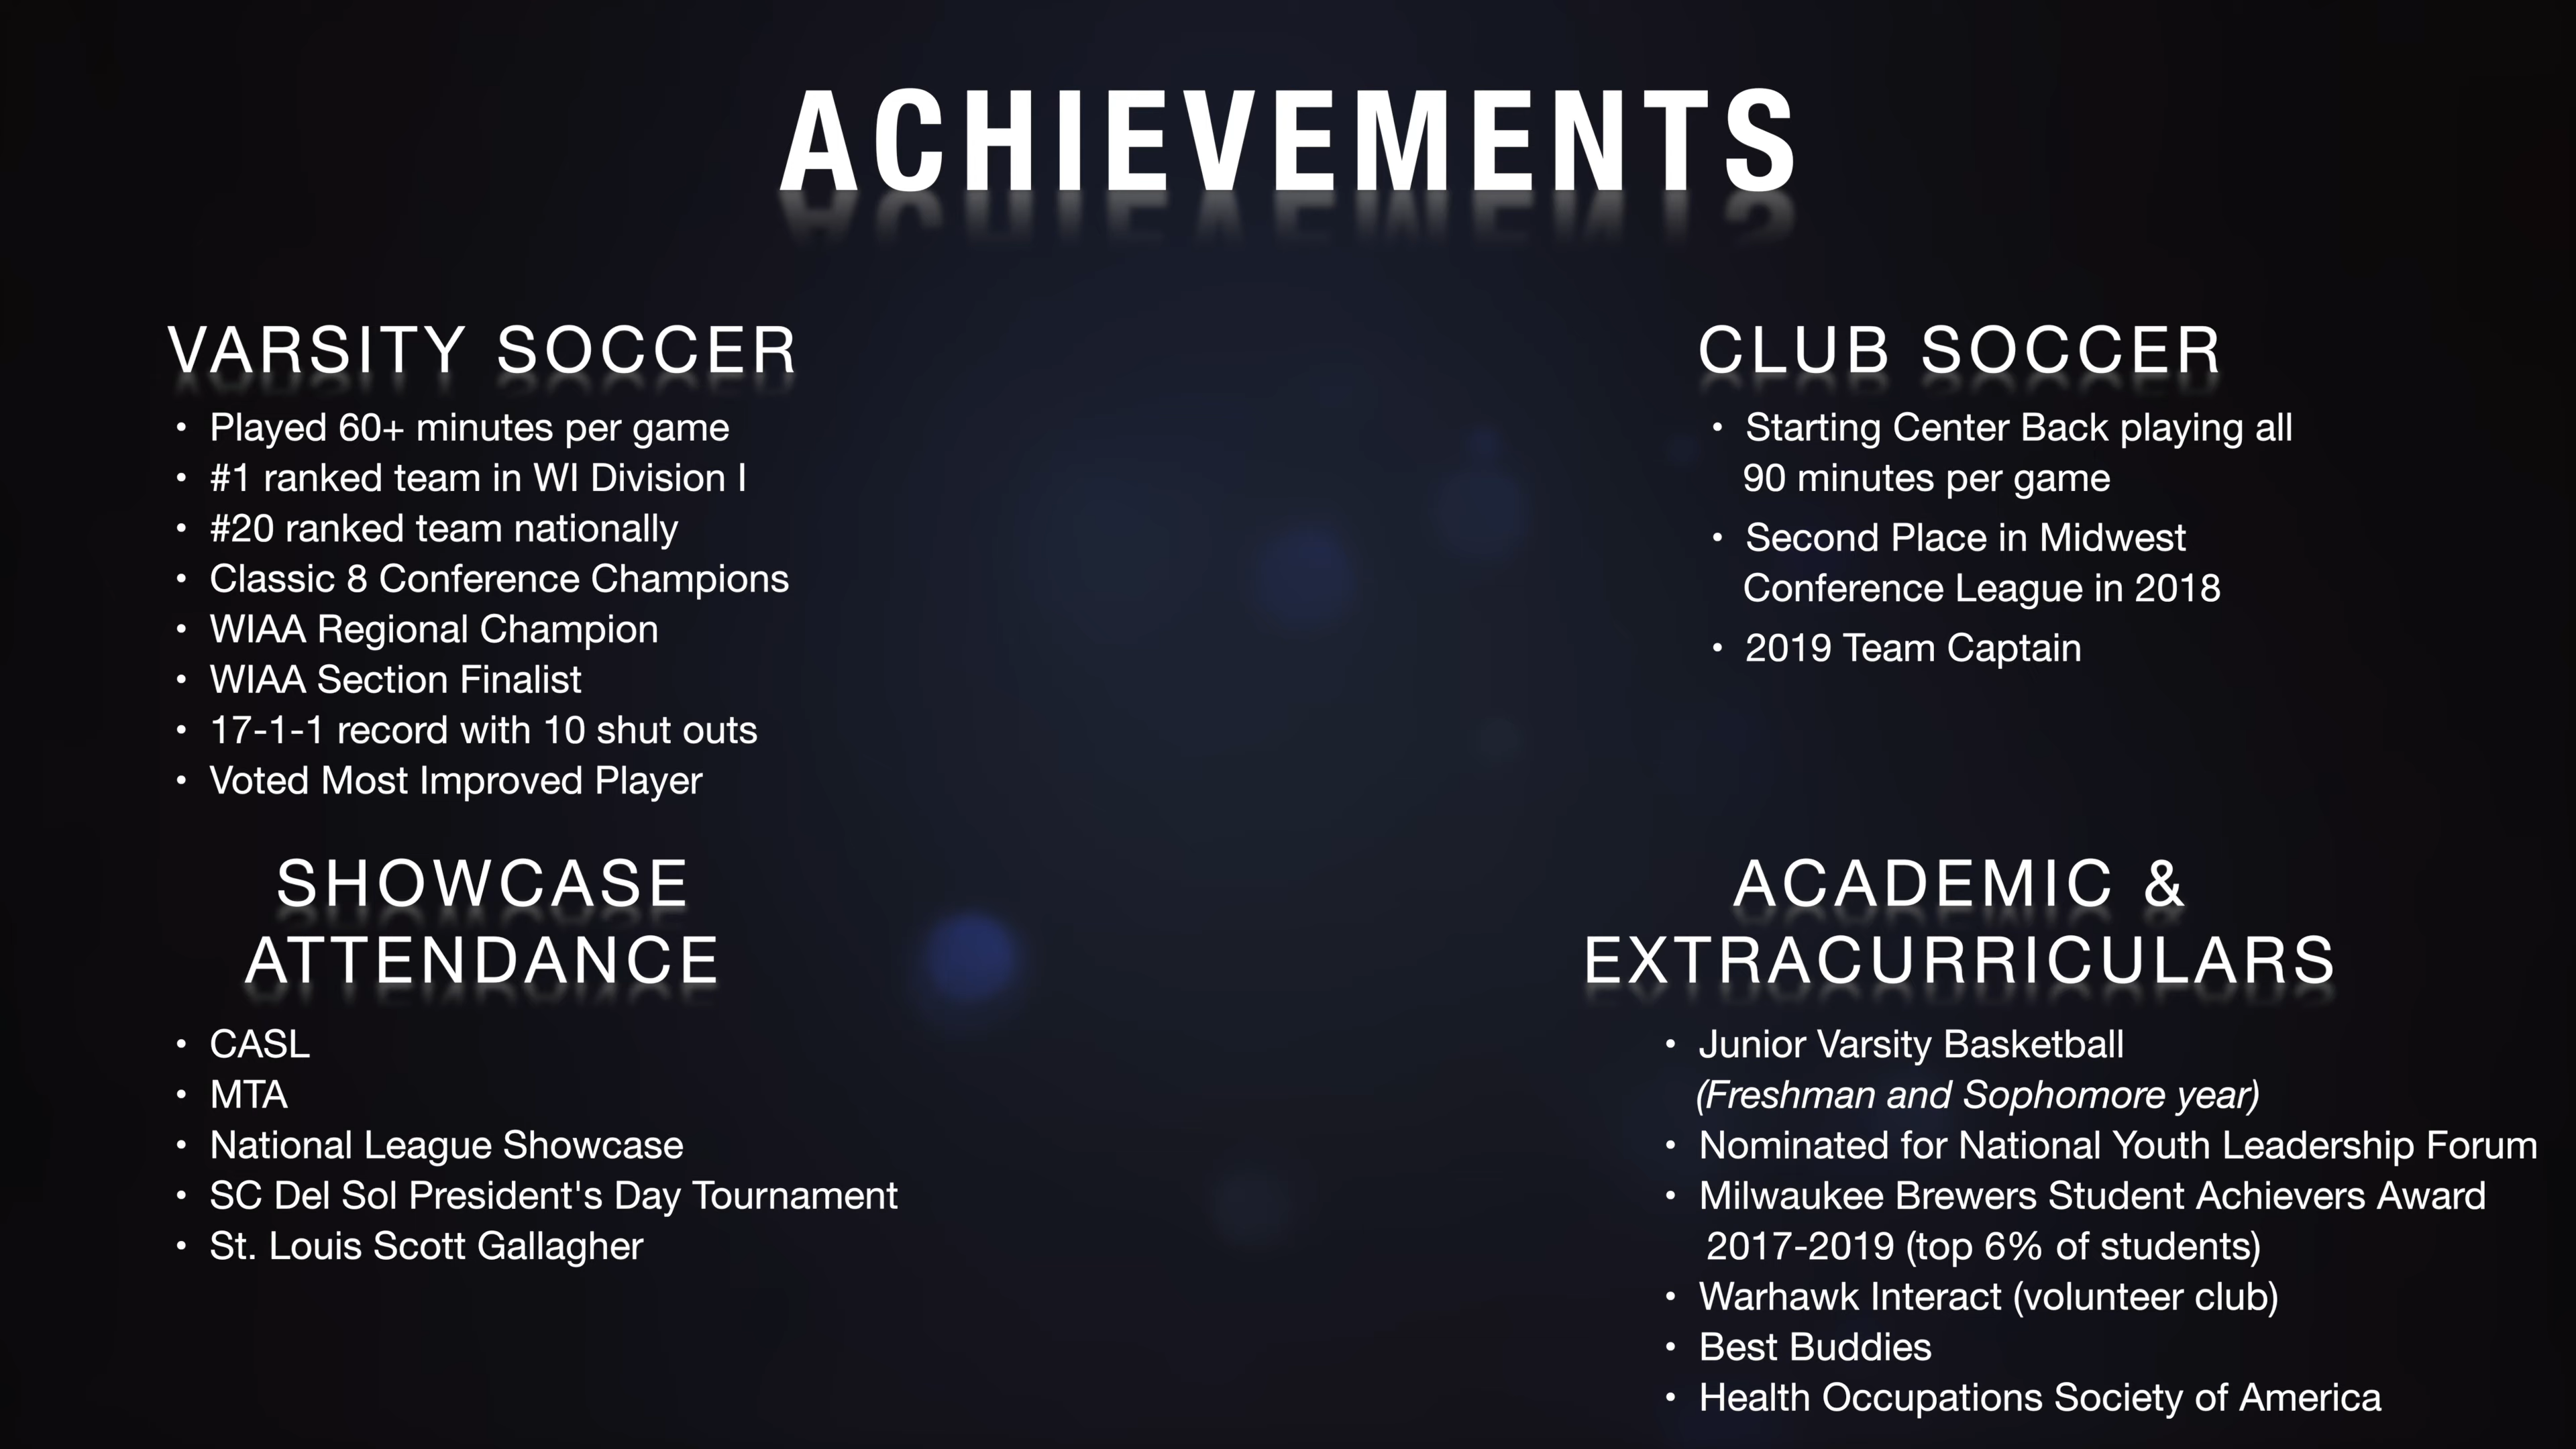 ACHIEVEMENTS
VARSITY SOCCER
• Played 60+ minutes per game
• #1 ranked team in WI Division I
• #20 ranked team nationally
• Classic 8 Conference Champions
• WIAA Regional Champion
• WIAA Section Finalist
• 17-1-1 record with 10 shut outs
• Voted Most Improved Player
CLUB SOCCER
• Starting Center Back playing all
90 minutes per game
• Second Place in Midwest
Conference League in 2018
• 2019 Team Captain
SHOWCASE
ATTENDANCE
• CASL
• MTA
• National League Showcase
• SC Del Sol President's Day Tournament
• St. Louis Scott Gallagher
ACADEMIC &
EXTRACURRICULARS
• Junior Varsity Basketball
(Freshman and Sophomore year)
• Nominated for National Youth Leadership Forum
• Milwaukee Brewers Student Achievers Award
2017-2019 (top 6% of students)
• Warhawk Interact (volunteer club)
• Best Buddies
• Health Occupations Society of America